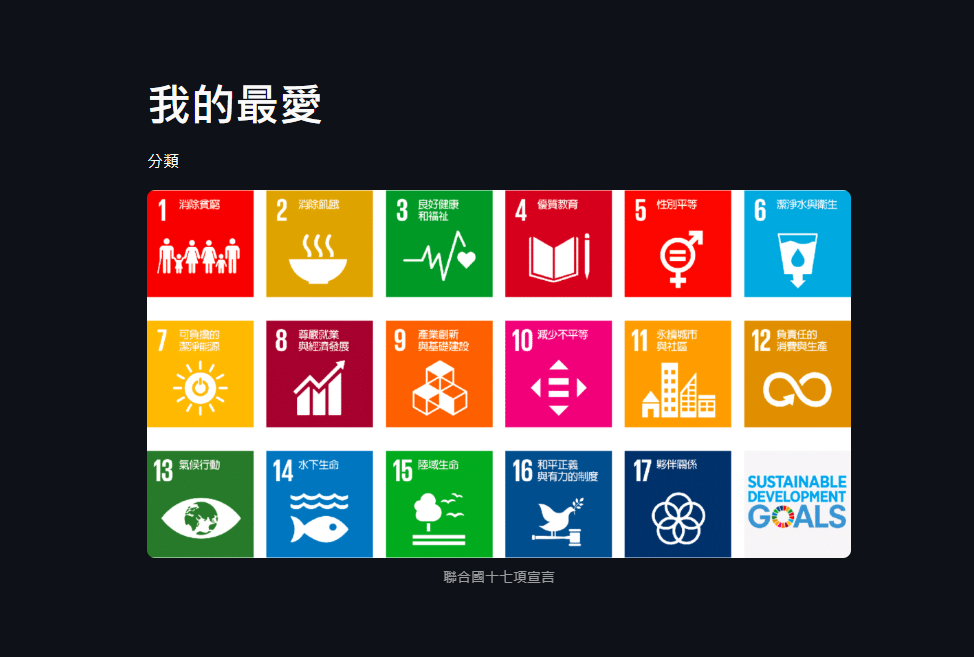 我的最愛
分類
1 消除貧窮
2 消除飢餓
3 良好健康
和福祉
4 優質教育
5 性別平等
6 潔淨水與衛生
7 可負擔的
潔淨能源
8 尊嚴就業
與經濟發展
9 產業創新
與基礎建設
10 減少不平等
11 永續城市
與社區
12 負責任的
消費與生產
13 氣候行動
14 水下生命
15 陸域生命
16 和平正義
與有力的制度
17 夥伴關係
SUSTAINABLE
DEVELOPMENT
GOALS
聯合國十七項宣言